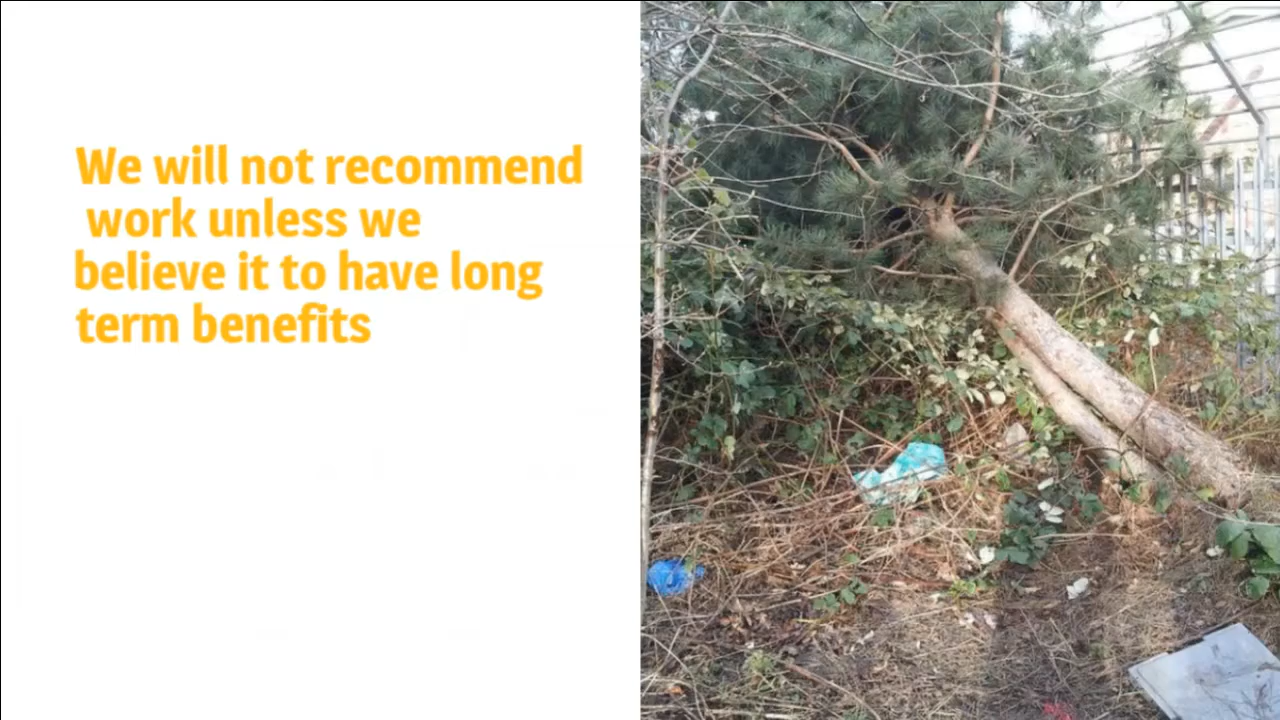 We will not recommend
work unless we
believe it to have long
term benefits